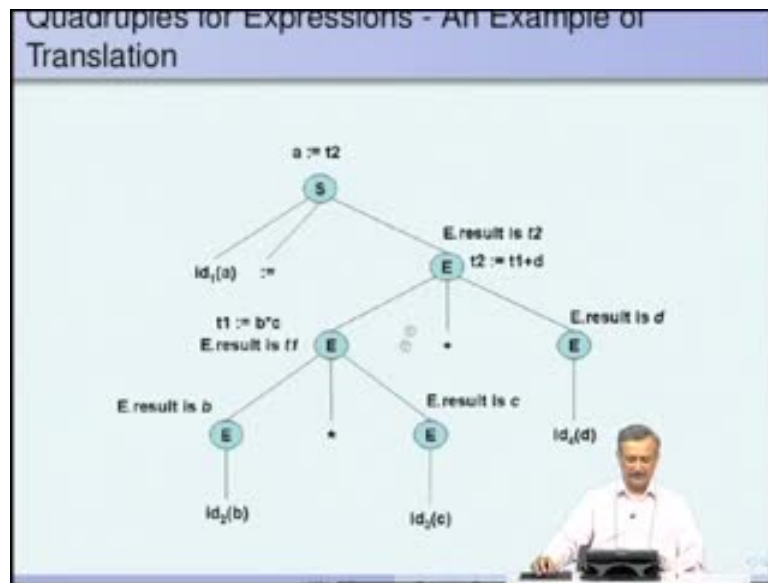 Quadruples for Expressions - An Example of
Translation
a := t2
S
E.result is t2
id₁(a) :=
E t2 := t1+d
t1 := b*c
E.result is t1 E
E.result is d
E
E.result is b
E.result is c
E * E
id₄(d)
id₂(b)
id₃(c)